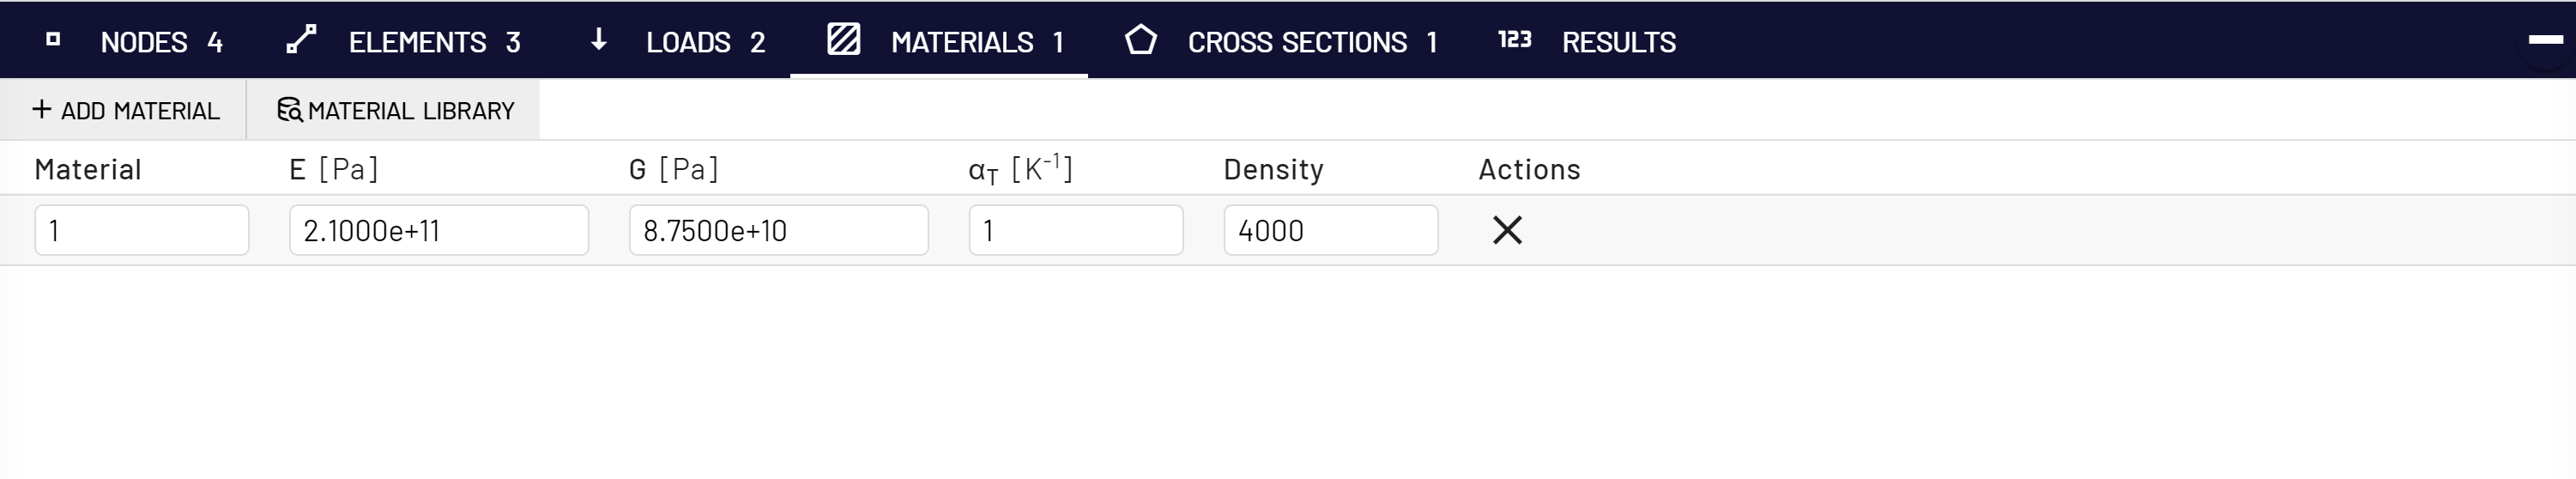 NODES 4 ELEMENTS 3 LOADS 2 MATERIALS 1 CROSS SECTIONS 1 123 RESULTS
+ ADD MATERIAL MATERIAL LIBRARY
Material E [Pa] G [Pa] α_T [K⁻¹] Density Actions
1 2.1000e+11 8.7500e+10 1 4000